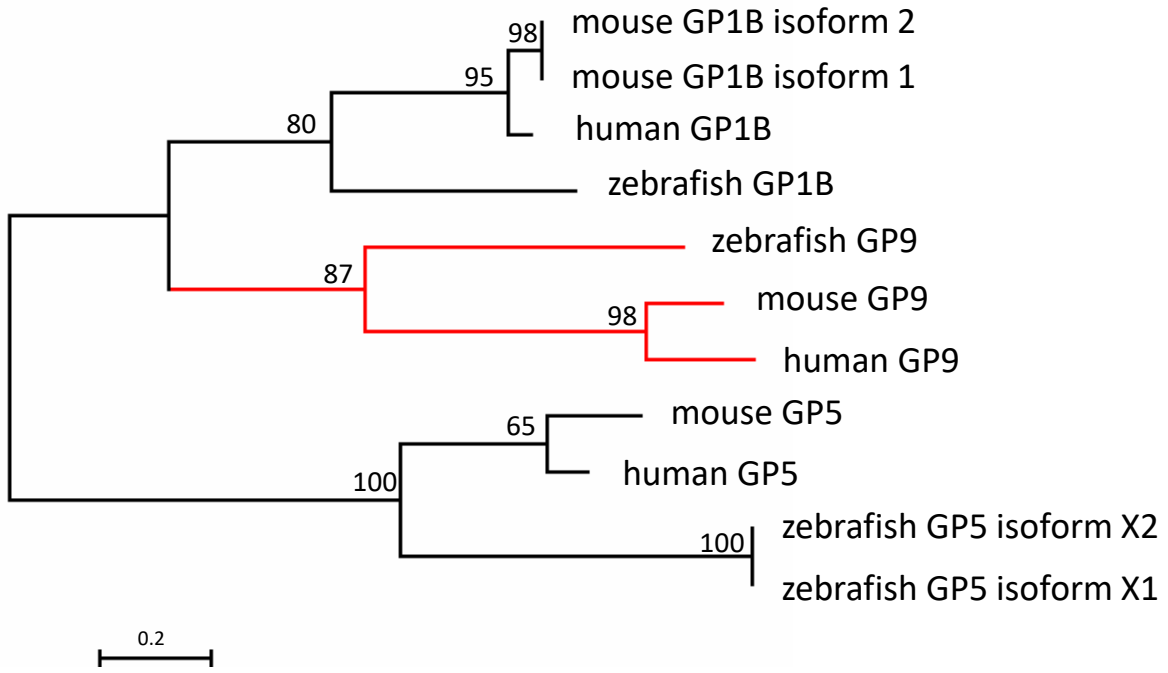 98
mouse GP1B isoform 2
95
mouse GP1B isoform 1
80
human GP1B
zebrafish GP1B
zebrafish GP9
87
mouse GP9
98
human GP9
mouse GP5
65
human GP5
100
zebrafish GP5 isoform X2
100
zebrafish GP5 isoform X1
0.2